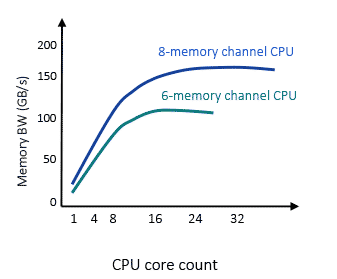 200
8-memory channel CPU
150
6-memory channel CPU
100
50
0
Memory BW (GB/s)
1 4 8 16 24 32
CPU core count